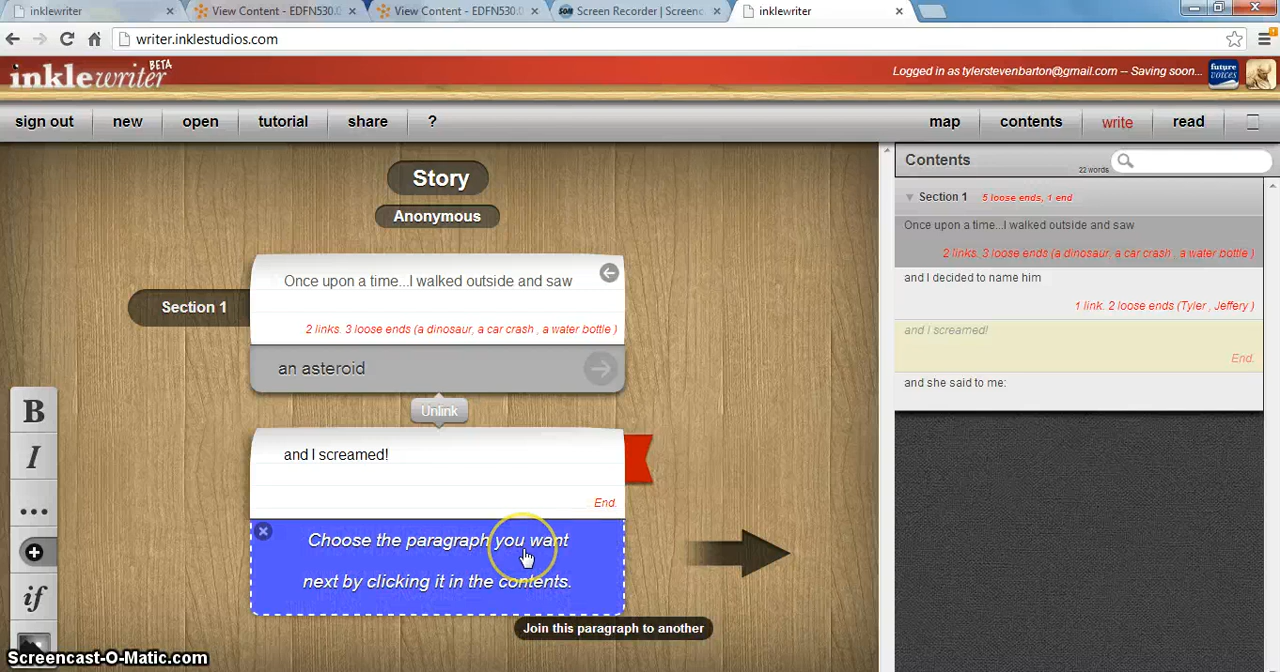 inklewriter
View Content - EDFN530:
View Content - EDFN530:
Screen Recorder | Screenc
inklewriter
writer.inklestudios.com
inklewriter BETA
Logged in as tylerstevenbarton@gmail.com -- Saving soon...
future voices
sign out
new
open
tutorial
share
?
map
contents
write
read
Story
Anonymous
Section 1
Once upon a time...I walked outside and saw
2 links. 3 loose ends (a dinosaur, a car crash , a water bottle )
an asteroid
Unlink
and I screamed!
End.
Choose the paragraph you want
next by clicking it in the contents.
Join this paragraph to another
B
I
...
if
Contents
22 words
Section 1 5 loose ends, 1 end
Once upon a time...I walked outside and saw
2 links. 3 loose ends (a dinosaur, a car crash , a water bottle )
and I decided to name him
1 link. 2 loose ends (Tyler , Jeffery )
and I screamed!
End.
and she said to me:
Screencast-O-Matic.com